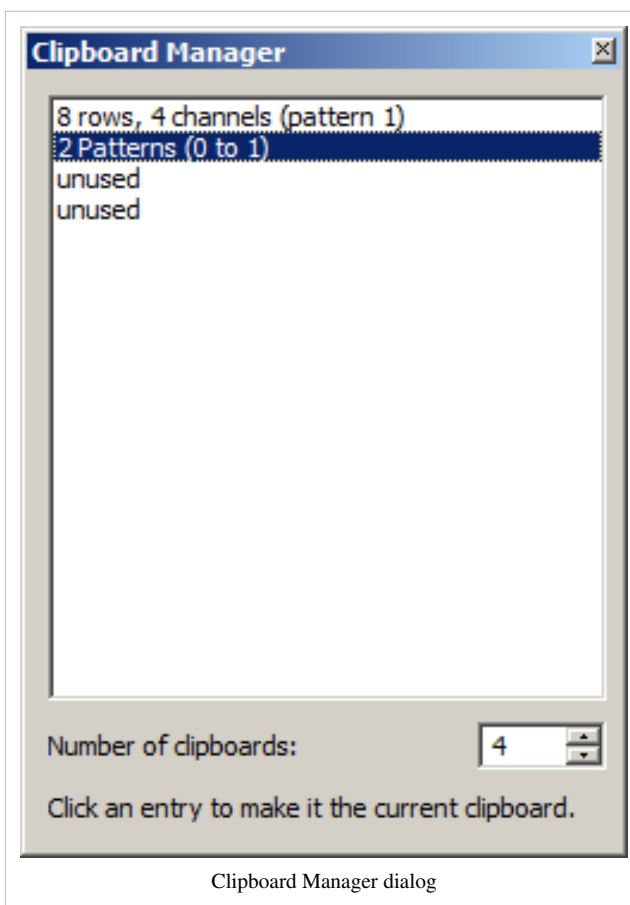 Clipboard Manager
8 rows, 4 channels (pattern 1)
2 Patterns (0 to 1)
unused
unused
Number of clipboards: 4
Click an entry to make it the current clipboard.
Clipboard Manager dialog